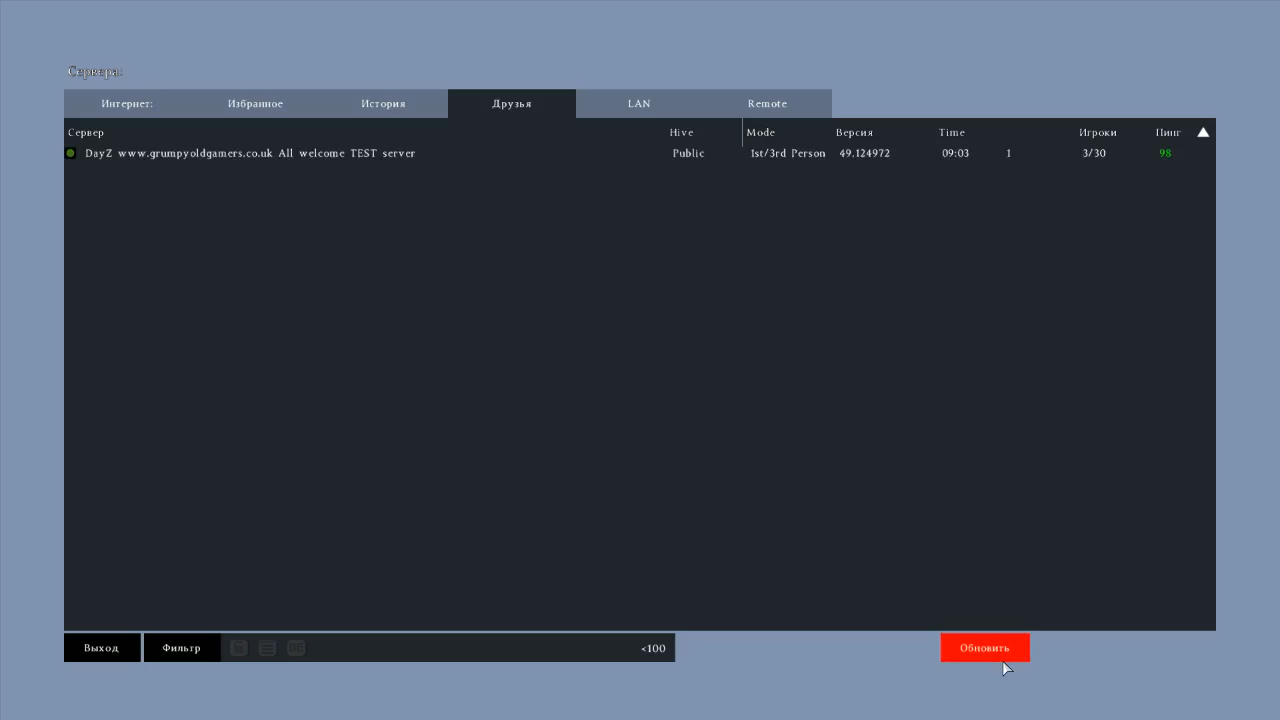 Сервера:
Интернет: Избранное История Друзья LAN Remote
Сервер Hive Mode Версия Time Игроки Пинг
DayZ www.grumpyoldgamers.co.uk All welcome TEST server Public 1st/3rd Person 49.124972 09:03 1 3/30 98
Выход Фильтр <100 Обновить